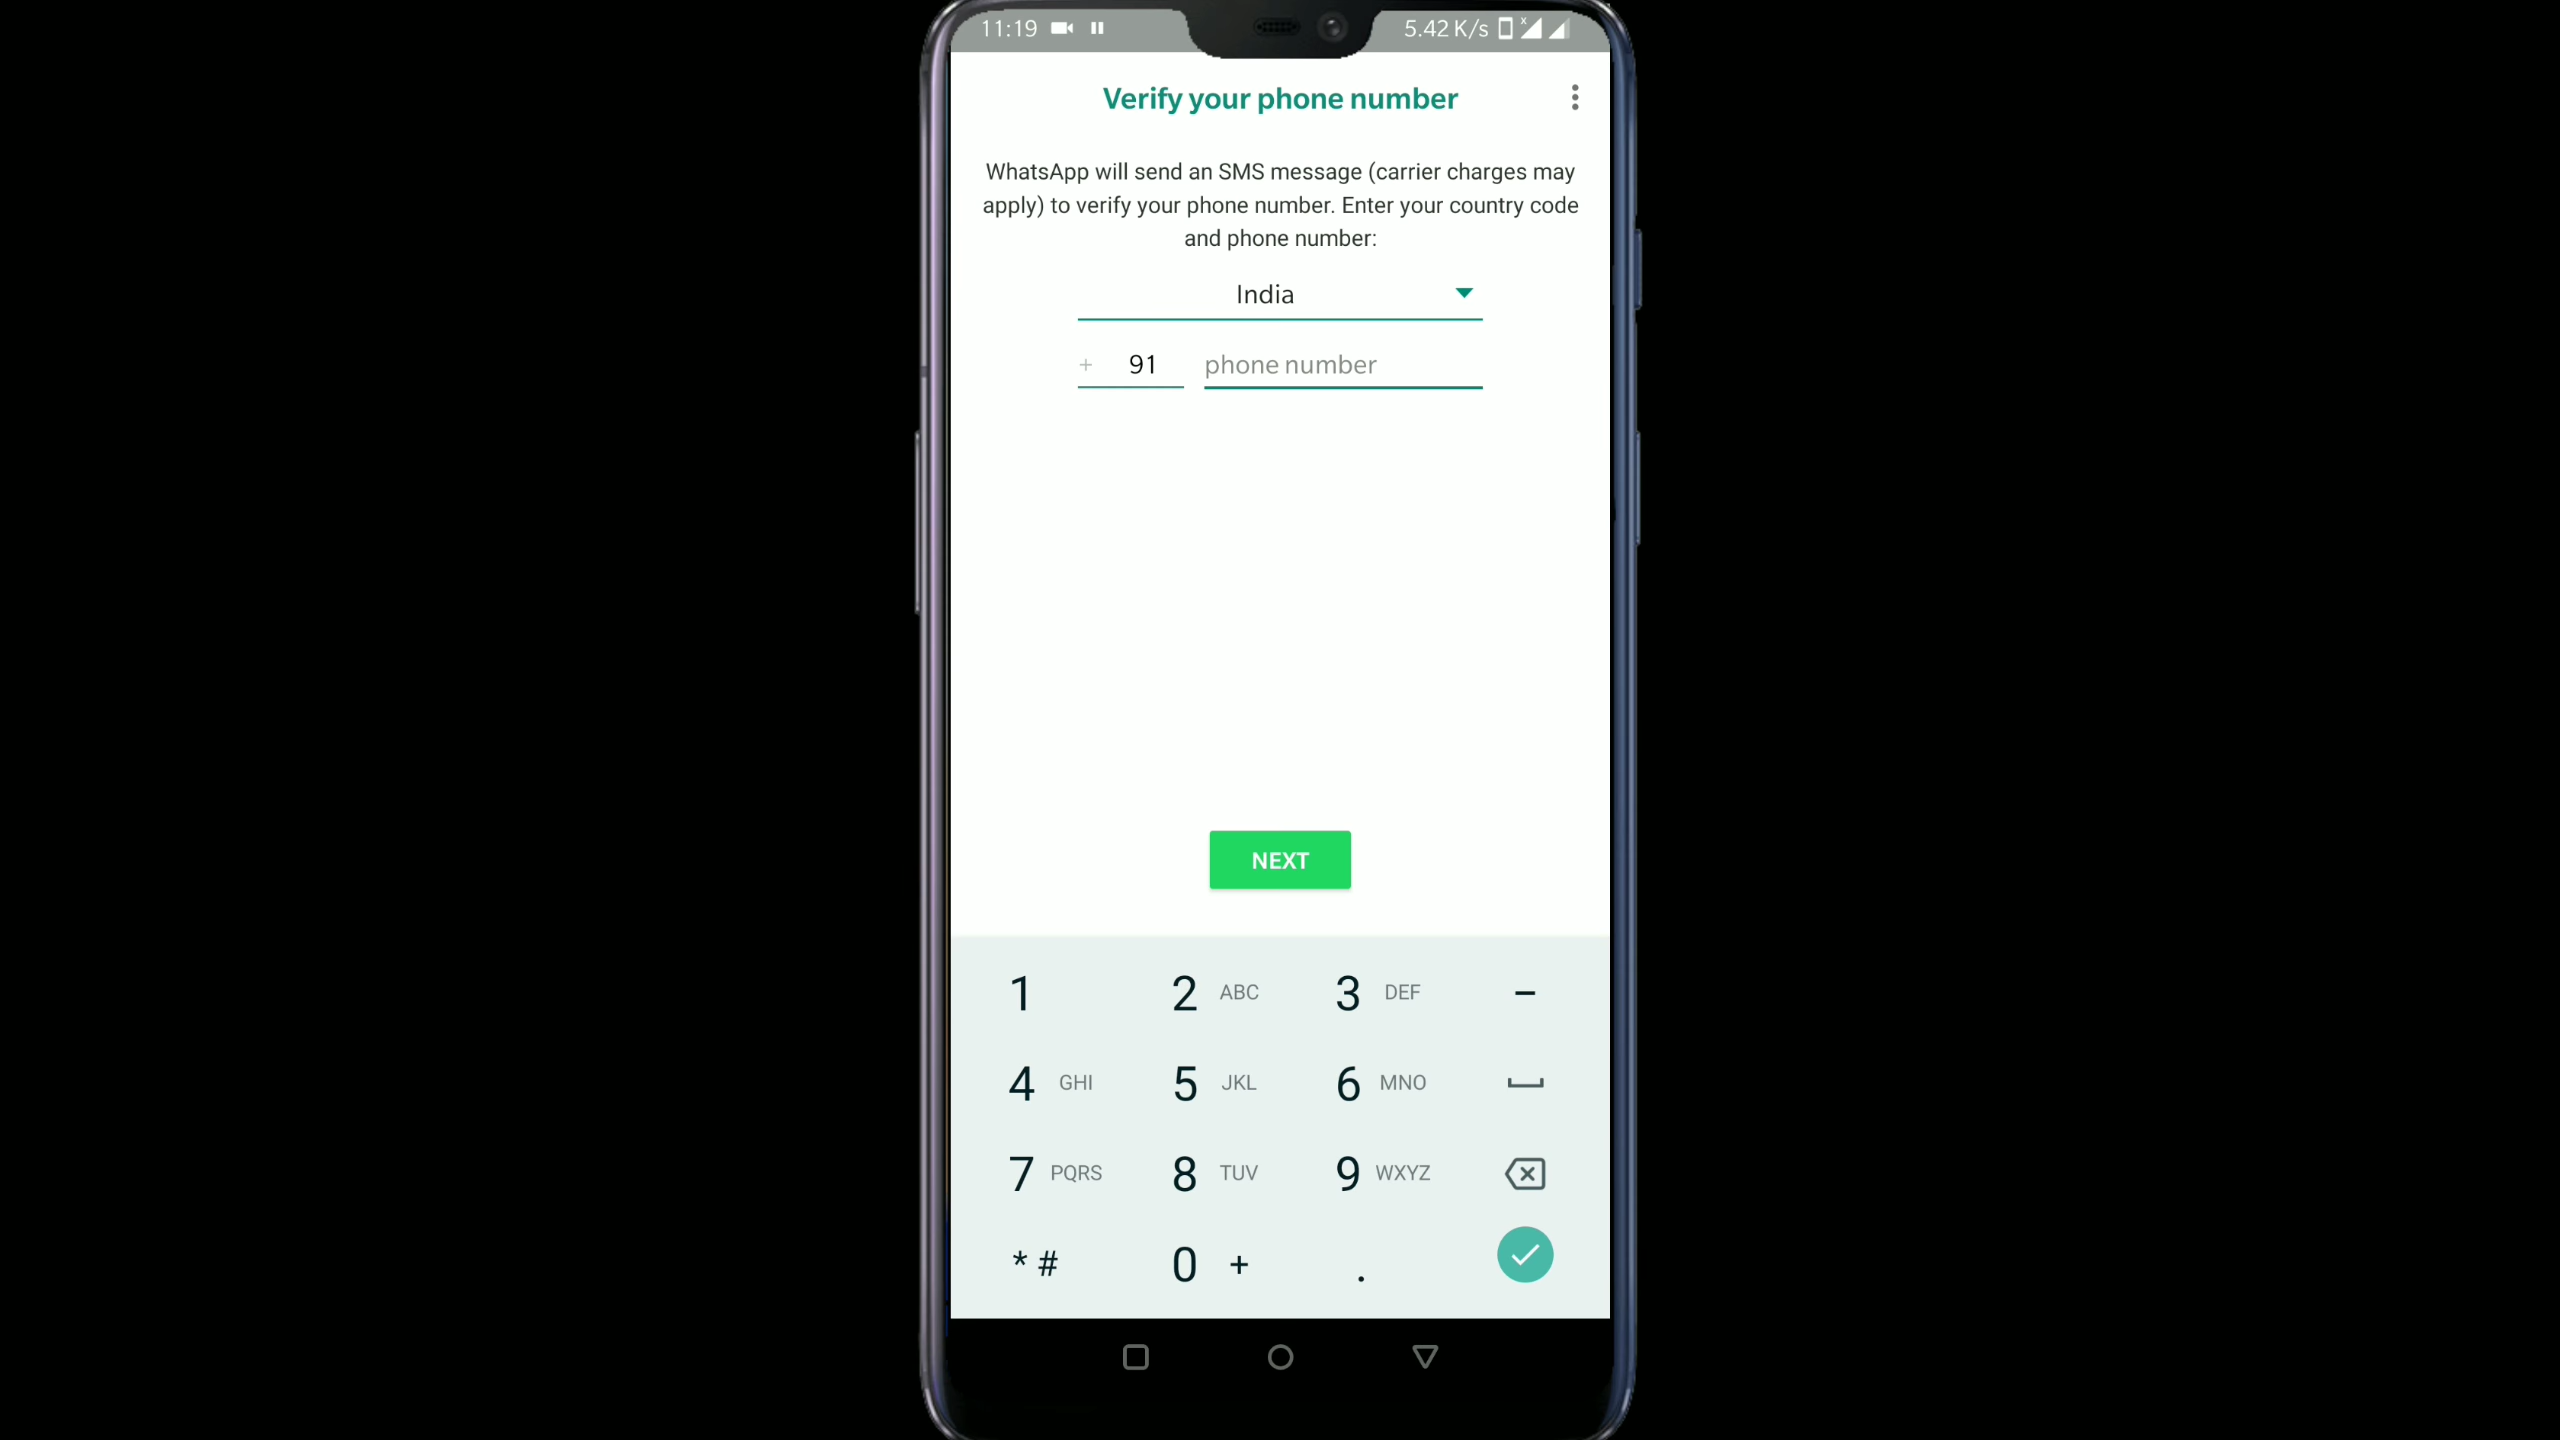 11:19 5.42 K/s
Verify your phone number
WhatsApp will send an SMS message (carrier charges may
apply) to verify your phone number. Enter your country code
and phone number:
India
+ 91 phone number
NEXT
1 2 ABC 3 DEF –
4 GHI 5 JKL 6 MNO
7 PQRS 8 TUV 9 WXYZ
* # 0 + .